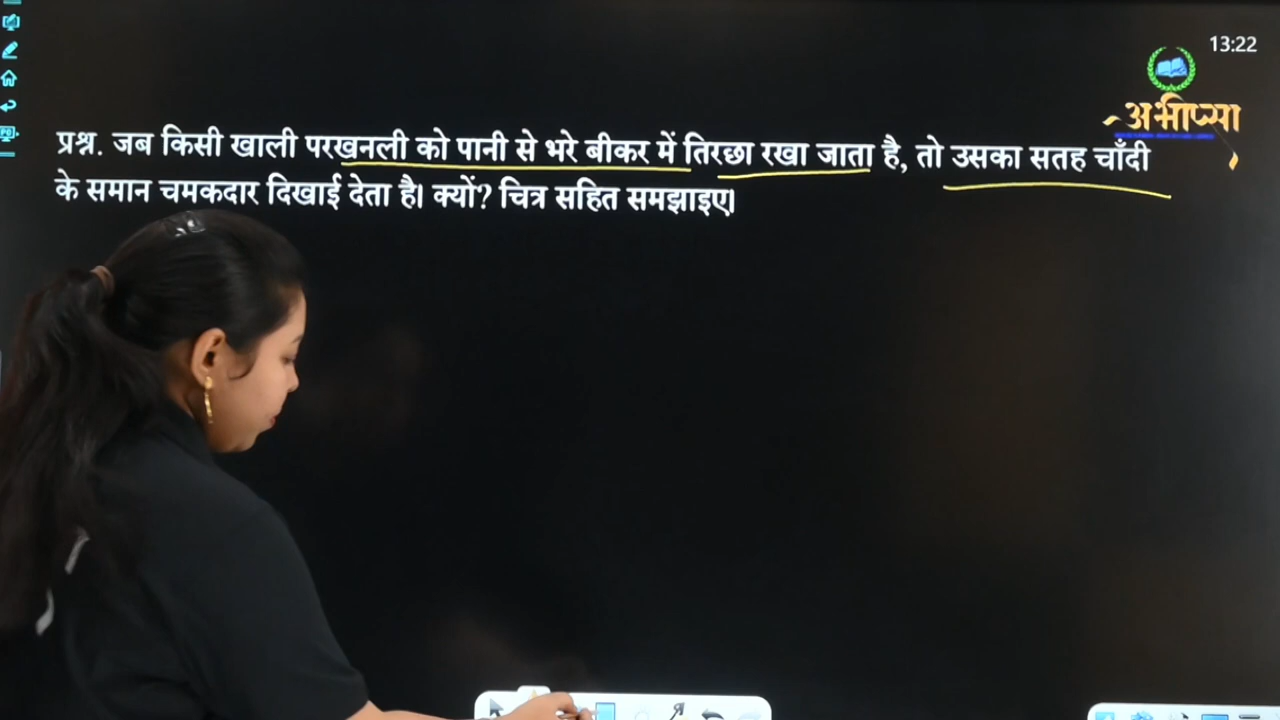 13:22
अभीप्सा
प्रश्न. जब किसी खाली परखनली को पानी से भरे बीकर में तिरछा रखा जाता है, तो उसका सतह चाँदी
के समान चमकदार दिखाई देता है। क्यों? चित्र सहित समझाइए।